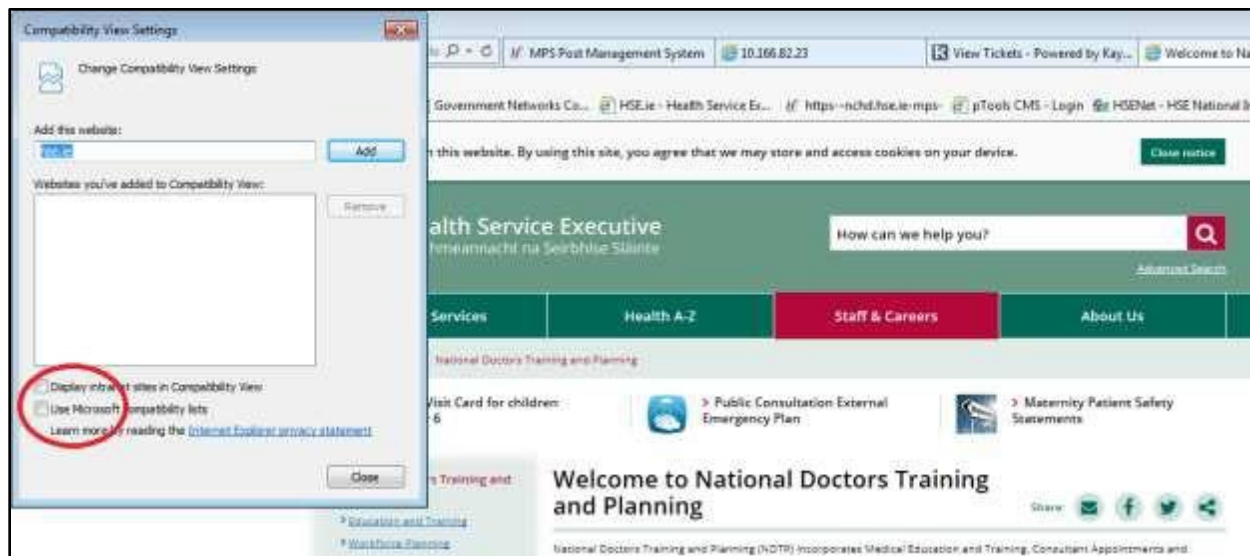 Compatibility View Settings
Change Compatibility View Settings
Add this website:
hse.ie
Add
Websites you've added to Compatibility View:
Remove
Display intranet sites in Compatibility View
Use Microsoft compatibility lists
Learn more by reading the Internet Explorer privacy statement
Close
MPS Post Management System
10.166.82.23
View Tickets - Powered by Kay...
Welcome to Na
Government Networks Co...
HSE.ie - Health Service Ex...
https--nchd.hse.ie-mps-
pTools CMS - Login
HSENet - HSE National I
this website. By using this site, you agree that we may store and access cookies on your device.
Close notice
alth Service Executive
hmeannacht na Seirbhíse Sláinte
How can we help you?
Advanced Search
Services
Health A-Z
Staff & Careers
About Us
National Doctors Training and Planning
Visit Card for children
6
> Public Consultation External
Emergency Plan
> Maternity Patient Safety
Statements
rs Training and
Education and Training
Workforce Planning
Welcome to National Doctors Training
and Planning
Share:
National Doctors Training and Planning (NDTP) incorporates Medical Education and Training, Consultant Appointments and